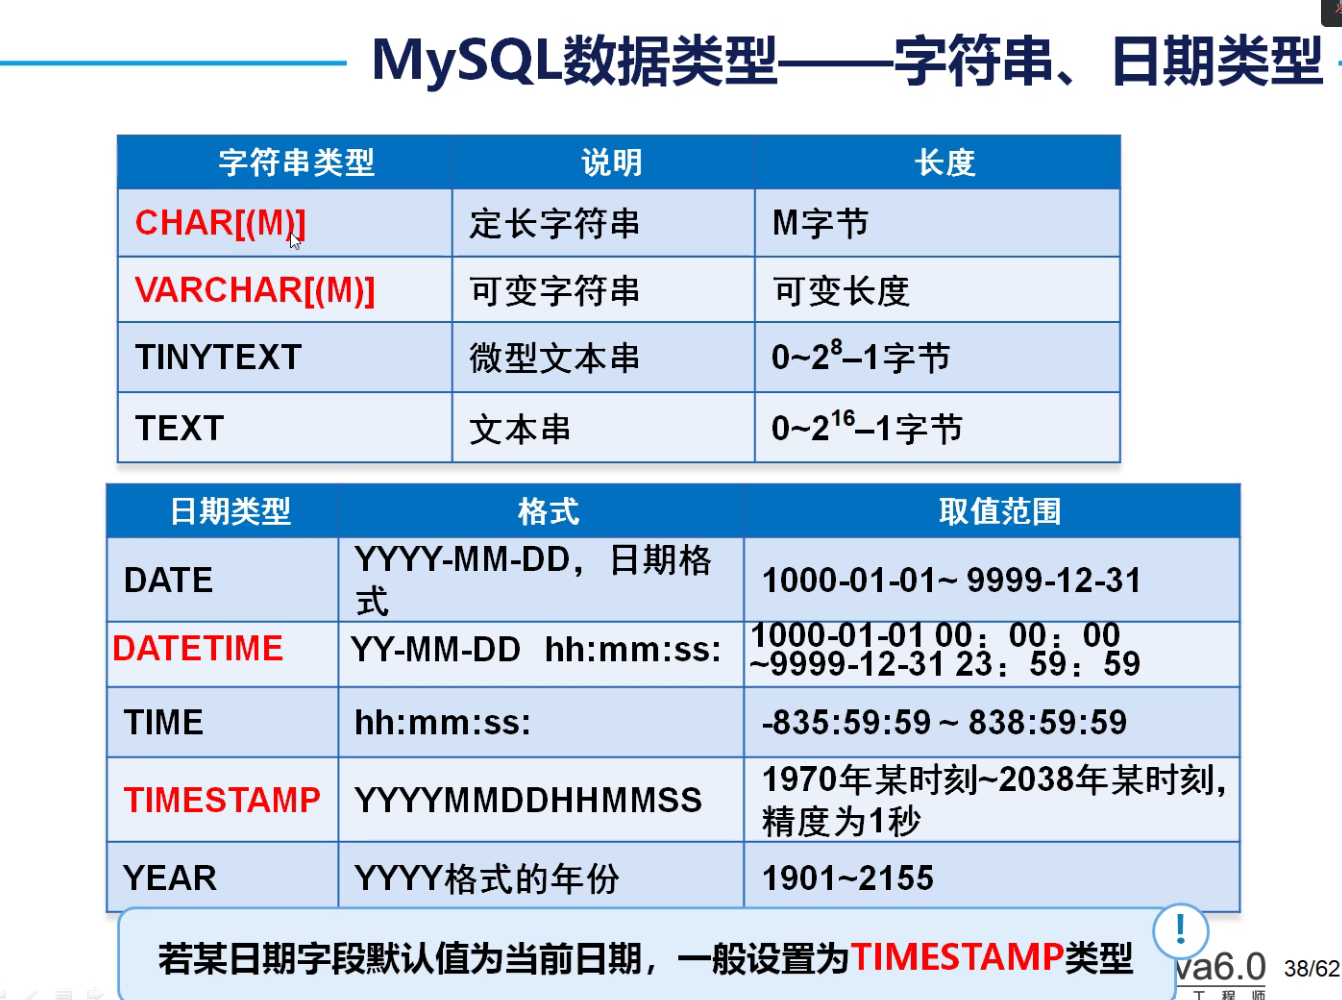 MySQL数据类型——字符串、日期类型
字符串类型 说明 长度
CHAR[(M)] 定长字符串 M字节
VARCHAR[(M)] 可变字符串 可变长度
TINYTEXT 微型文本串 0~2⁸–1字节
TEXT 文本串 0~2¹⁶–1字节
日期类型 格式 取值范围
DATE YYYY-MM-DD，日期格
式 1000-01-01~ 9999-12-31
DATETIME YY-MM-DD hh:mm:ss: 1000-01-01 00：00：00
~9999-12-31 23：59：59
TIME hh:mm:ss: -835:59:59 ~ 838:59:59
TIMESTAMP YYYYMMDDHHMMSS 1970年某时刻~2038年某时刻,
精度为1秒
YEAR YYYY格式的年份 1901~2155
!
若某日期字段默认值为当前日期，一般设置为TIMESTAMP类型
va6.0 38/62
工 程 师